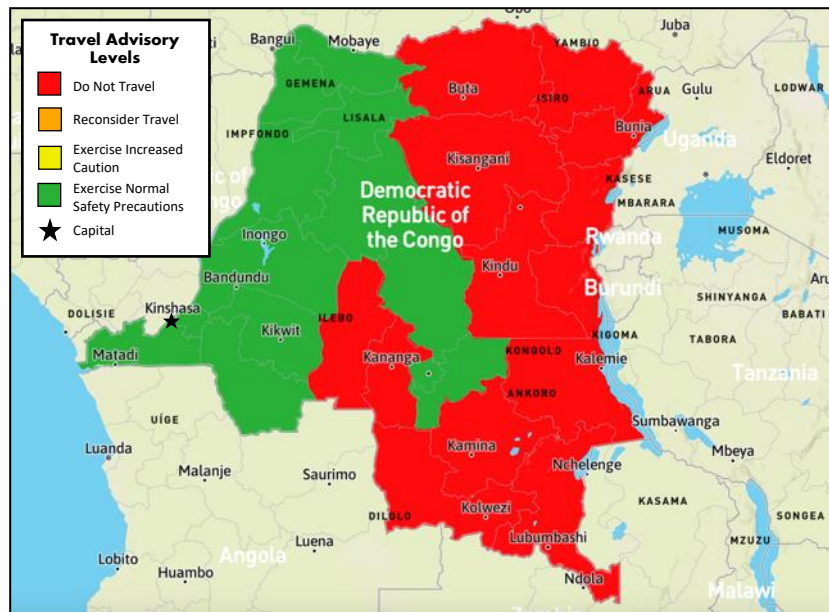 Travel Advisory
Levels
Do Not Travel
Reconsider Travel
Exercise Increased
Caution
Exercise Normal
Safety Precautions
Capital
Juba
Bangui
Mobaye
YAMBIO
GEMENA
Buta
ISIRO
ARUA
Gulu
LODWAR
LISALA
IMPFONDO
Bunia
Uganda
Kisangani
Eldoret
KASESE
Democratic
Republic of
the Congo
MBARARA
Inongo
Rwanda
MUSOMA
Bandundu
Kindu
Burundi
SHINYANGA
Kinshasa
DOLISIE
ILEBO
BABATI
Kikwit
KIGOMA
TABORA
Matadi
Kananga
KONGOLO
Kalemie
Tanzania
ANKORO
UÍGE
Sumbawanga
Luanda
Kamina
Mbeya
Malanje
Saurimo
Nchelenge
KASAMA
Kolwezi
SONGEA
DILOLO
Lubumbashi
MZUZU
Lobito
Angola
Luena
Huambo
Ndola
Malawi